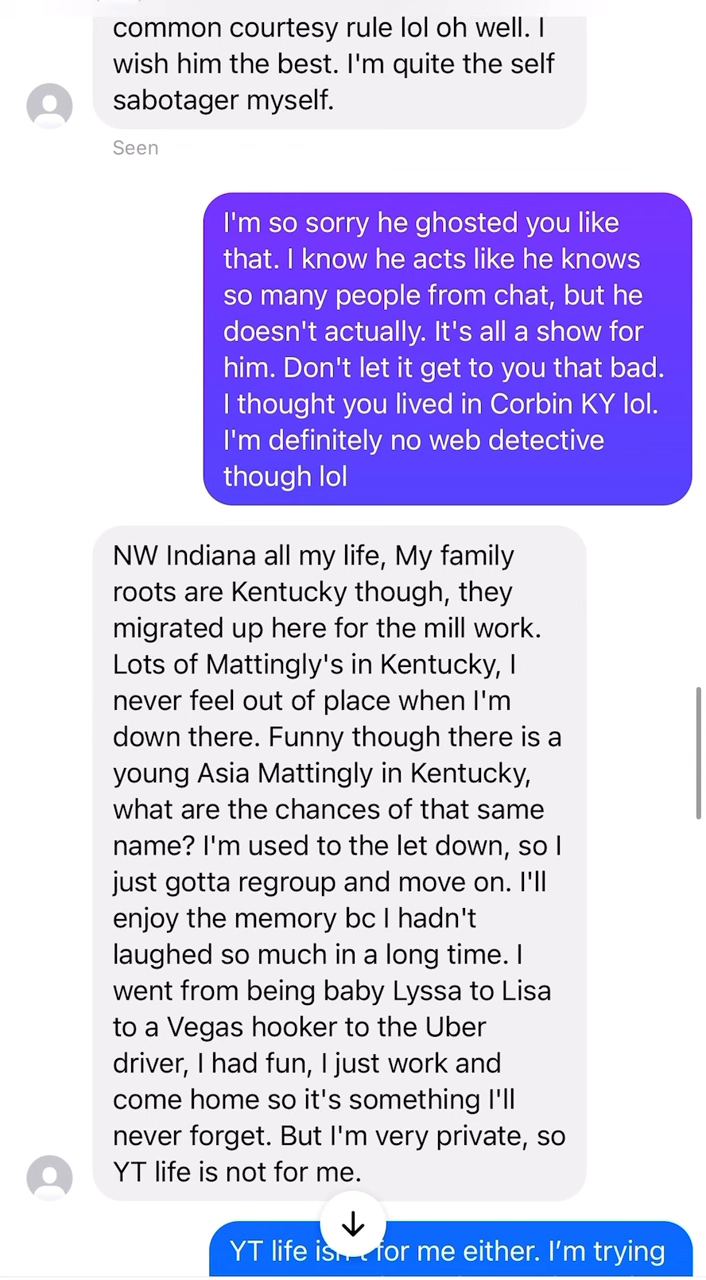 common courtesy rule lol oh well. I
wish him the best. I'm quite the self
sabotager myself.
Seen
I'm so sorry he ghosted you like
that. I know he acts like he knows
so many people from chat, but he
doesn't actually. It's all a show for
him. Don't let it get to you that bad.
I thought you lived in Corbin KY lol.
I'm definitely no web detective
though lol
NW Indiana all my life, My family
roots are Kentucky though, they
migrated up here for the mill work.
Lots of Mattingly's in Kentucky, I
never feel out of place when I'm
down there. Funny though there is a
young Asia Mattingly in Kentucky,
what are the chances of that same
name? I'm used to the let down, so I
just gotta regroup and move on. I'll
enjoy the memory bc I hadn't
laughed so much in a long time. I
went from being baby Lyssa to Lisa
to a Vegas hooker to the Uber
driver, I had fun, I just work and
come home so it's something I'll
never forget. But I'm very private, so
YT life is not for me.
YT life isn't for me either. I’m trying